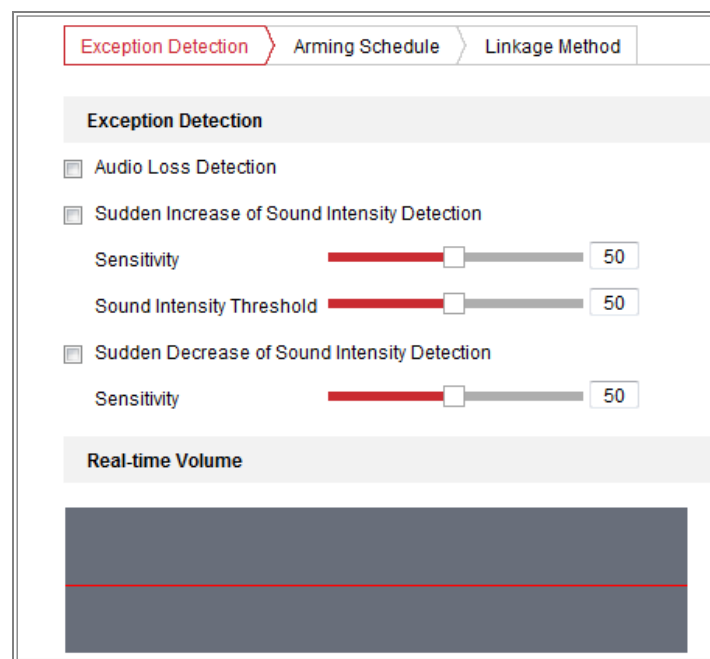 Exception Detection Arming Schedule Linkage Method
Exception Detection
Audio Loss Detection
Sudden Increase of Sound Intensity Detection
Sensitivity 50
Sound Intensity Threshold 50
Sudden Decrease of Sound Intensity Detection
Sensitivity 50
Real-time Volume